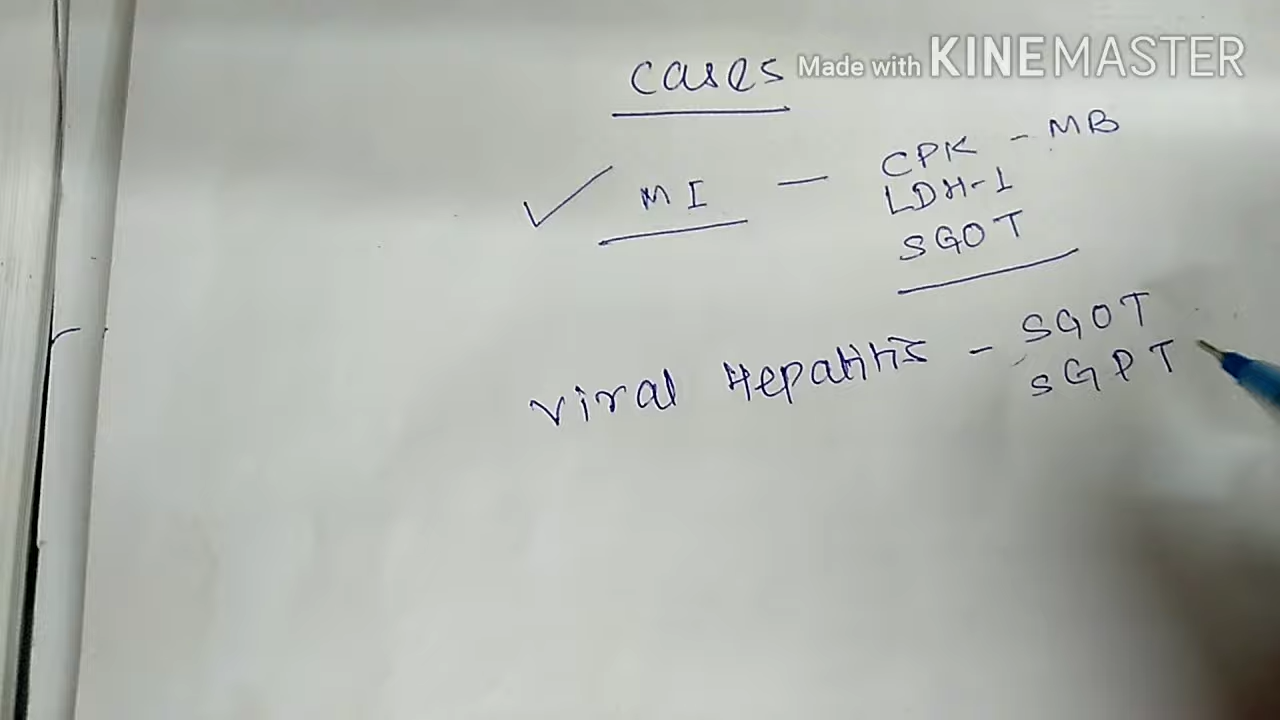 cases
Made with KINEMASTER
MI - CPK - MB
LDH-1
SGOT
Viral Hepatitis - SGOT
SGPT